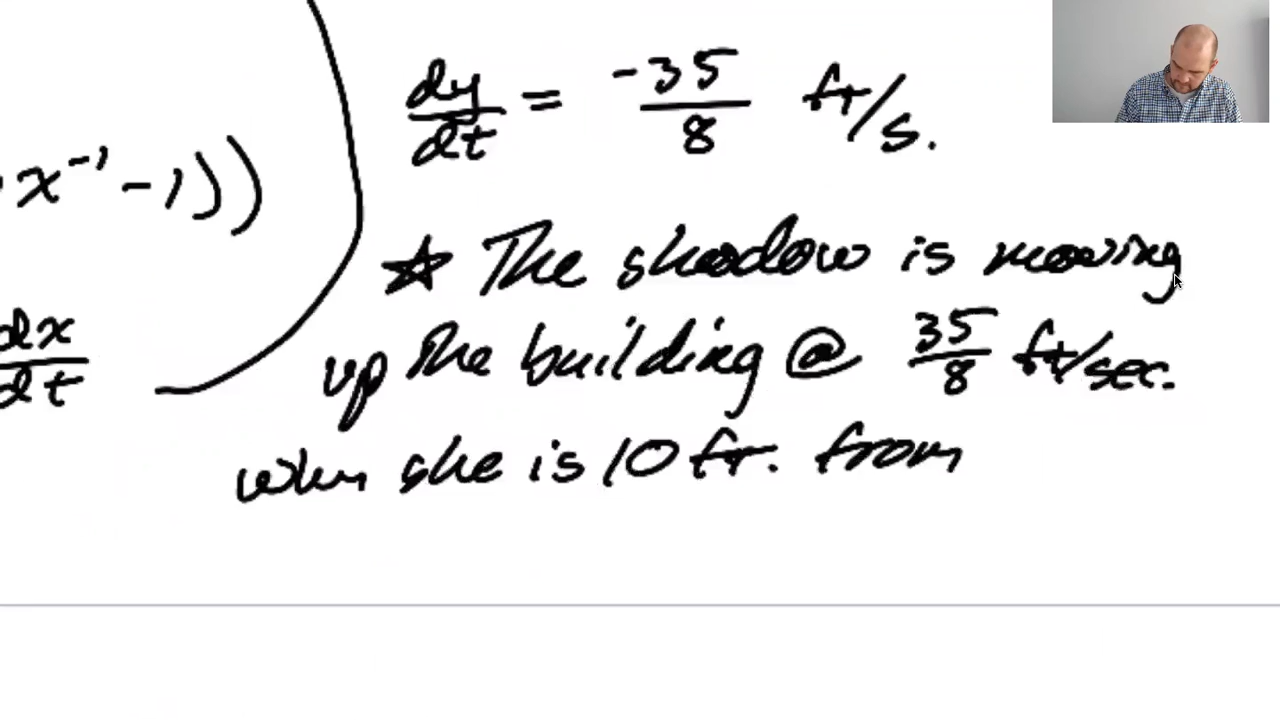 dy/dt = -35/8 ft/s.
x⁻¹ - 1))
☆ The shadow is moving
dx/dt
up the building @ 35/8 ft/sec.
when she is 10 ft. from